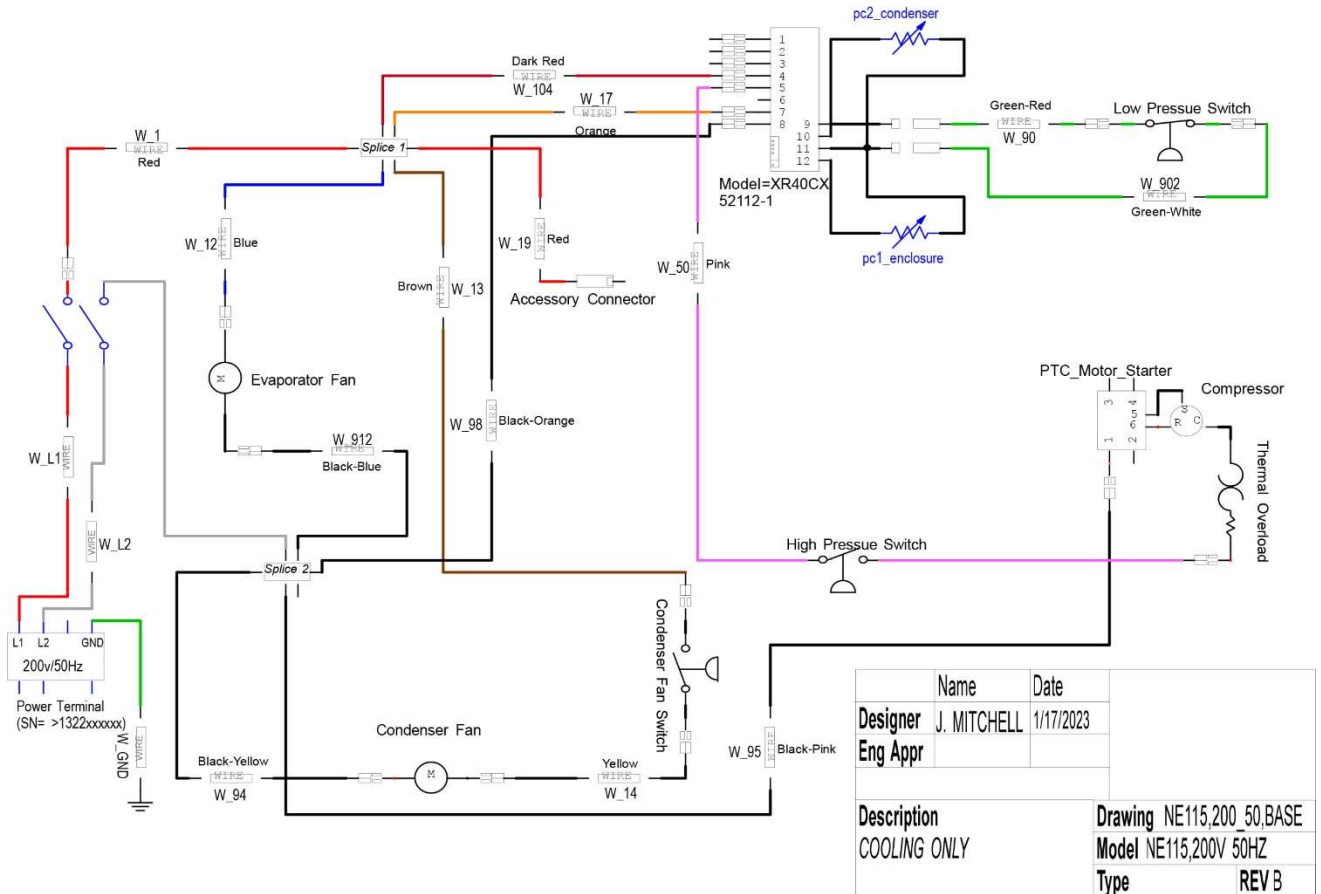 pc2_condenser
1
2
3
4
5
6
7
8
9
10
11
12
Dark Red
WIRE
W_104
W_17
WIRE
Orange
Green-Red
WIRE
W_90
Low Pressue Switch
W_1
WIRE
Red
Splice 1
Model=XR40CX
52112-1
W_902
WIRE
Green-White
pc1_enclosure
W_12
WIRE
Blue
W_19
WIRE
Red
W_50
WIRE
Pink
Brown
WIRE
W_13
Accessory Connector
M
Evaporator Fan
PTC_Motor_Starter
Compressor
3
4
5
6
1
2
S
R
C
W_98
WIRE
Black-Orange
W_912
WIRE
Black-Blue
W_L1
WIRE
Thermal Overload
W_L2
WIRE
High Pressue Switch
Splice 2
Condenser Fan Switch
L1
L2
GND
200v/50Hz
Power Terminal
(SN= >1322xxxxxx)
W_GND
WIRE
Condenser Fan
M
Black-Yellow
WIRE
W_94
Yellow
WIRE
W_14
W_95
WIRE
Black-Pink
Name Date
Designer J. MITCHELL 1/17/2023
Eng Appr
Description
COOLING ONLY
Drawing NE115,200_50,BASE
Model NE115,200V 50HZ
Type REV B